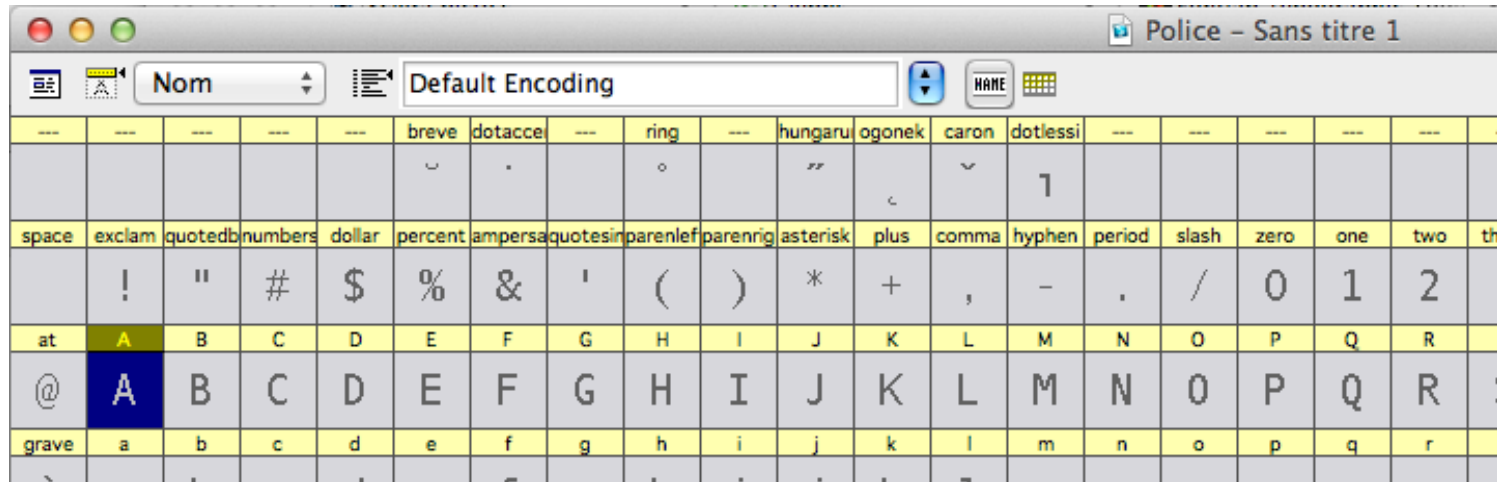 Police – Sans titre 1
Nom Default Encoding NAME
--- --- --- --- --- breve dotaccei --- ring --- hungaru ogonek caron dotlessi --- --- --- --- ---
˘ ˙ ˚ ˝ ˛ ˇ ı
space exclam quotedb numbers dollar percent ampersa quotesin parenlef parenrig asterisk plus comma hyphen period slash zero one two th
! " # $ % & ' ( ) * + , - . / 0 1 2
at A B C D E F G H I J K L M N O P Q R
@ A B C D E F G H I J K L M N O P Q R
grave a b c d e f g h i j k l m n o p q r